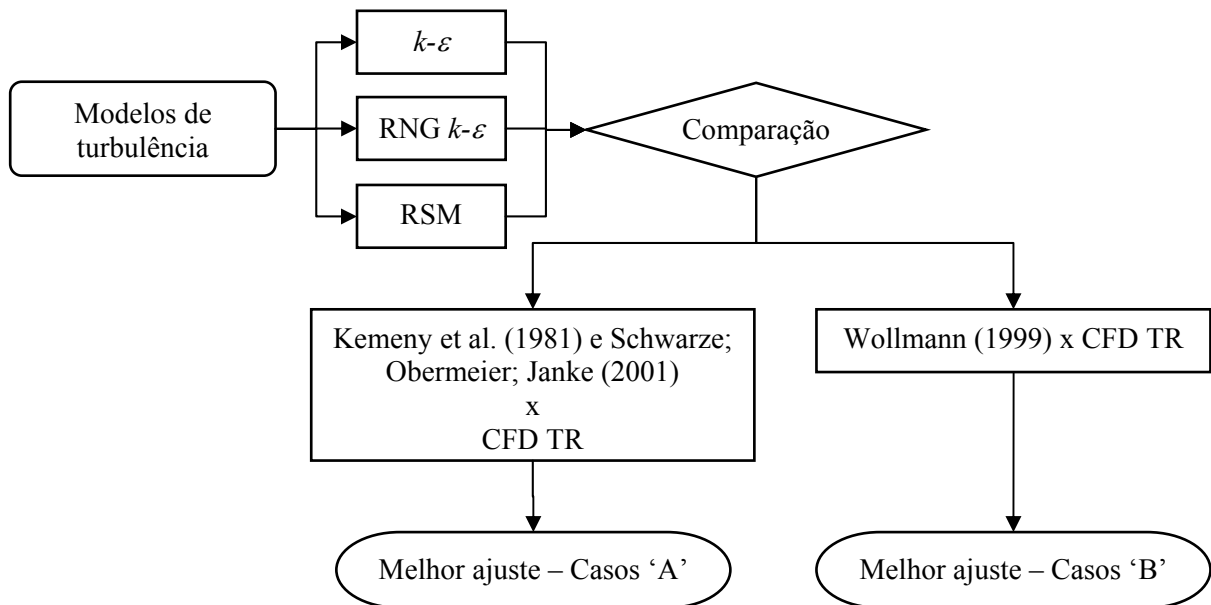 k-ε
Modelos de
turbulência
RNG k-ε
Comparação
RSM
Kemeny et al. (1981) e Schwarze;
Obermeier; Janke (2001)
x
CFD TR
Wollmann (1999) x CFD TR
Melhor ajuste – Casos ‘A’
Melhor ajuste – Casos ‘B’